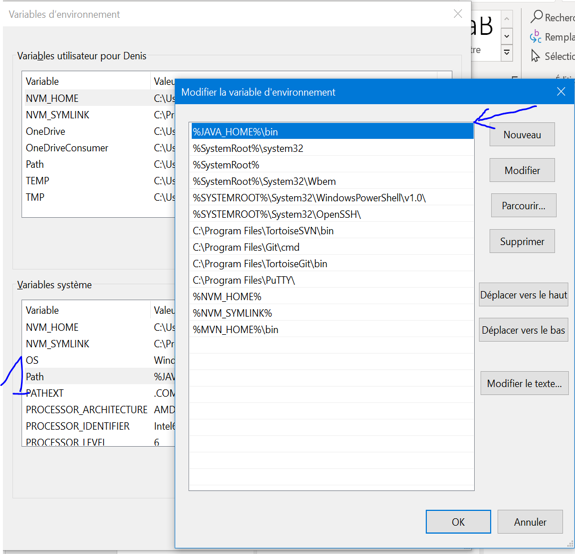 Variables d'environnement
Recherc
Rempla
Sélectio
Variables utilisateur pour Denis
Variable Valeu
NVM_HOME C:\Us
NVM_SYMLINK C:\Pr
OneDrive C:\Us
OneDriveConsumer C:\Us
Path C:\Us
TEMP C:\Us
TMP C:\Us
Variables système
Variable Valeu
NVM_HOME C:\Us
NVM_SYMLINK C:\Pr
OS Wind
Path %JAV
PATHEXT .COM
PROCESSOR_ARCHITECTURE AMD
PROCESSOR_IDENTIFIER Intel6
PROCESSOR_LEVEL 6
Modifier la variable d'environnement
%JAVA_HOME%\bin
%SystemRoot%\system32
%SystemRoot%
%SystemRoot%\System32\Wbem
%SYSTEMROOT%\System32\WindowsPowerShell\v1.0\
%SYSTEMROOT%\System32\OpenSSH\
C:\Program Files\TortoiseSVN\bin
C:\Program Files\Git\cmd
C:\Program Files\TortoiseGit\bin
C:\Program Files\PuTTY\
%NVM_HOME%
%NVM_SYMLINK%
%MVN_HOME%\bin
Nouveau
Modifier
Parcourir...
Supprimer
Déplacer vers le haut
Déplacer vers le bas
Modifier le texte...
OK
Annuler